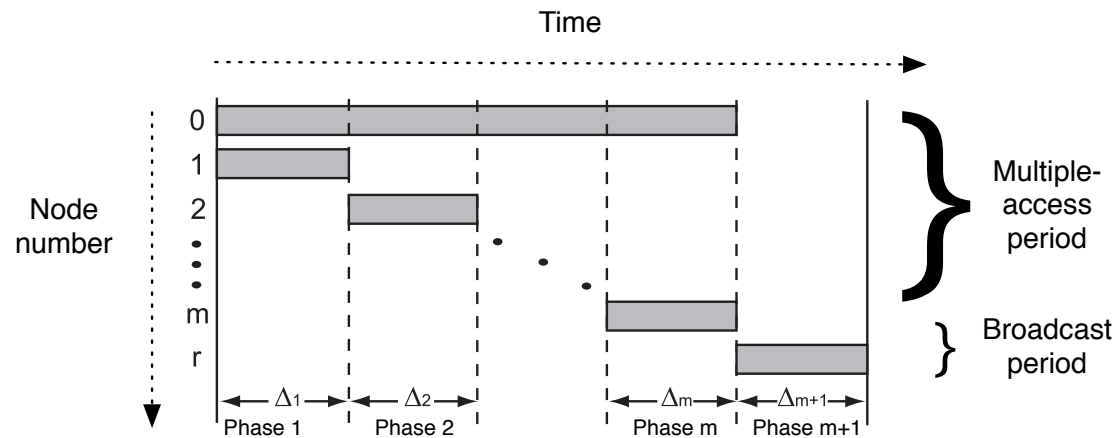 Time
0
1
2
m
r
Node
number
Multiple-
access
period
Broadcast
period
Δ1
Δ2
Δm
Δm+1
Phase 1
Phase 2
Phase m
Phase m+1